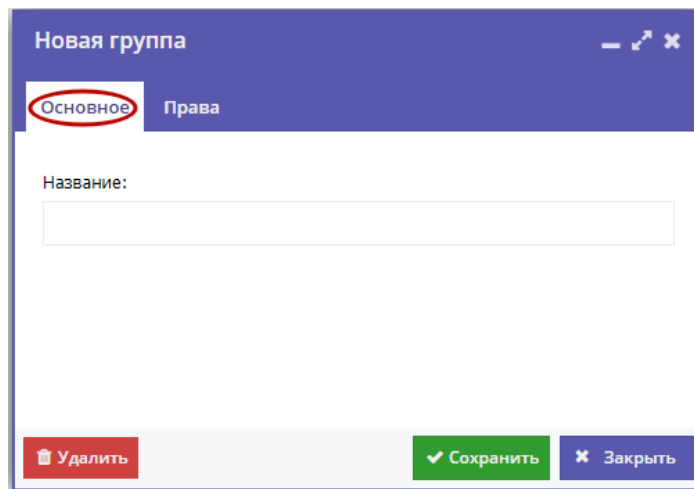 Новая группа
Основное Права
Название:
Удалить Сохранить Закрыть